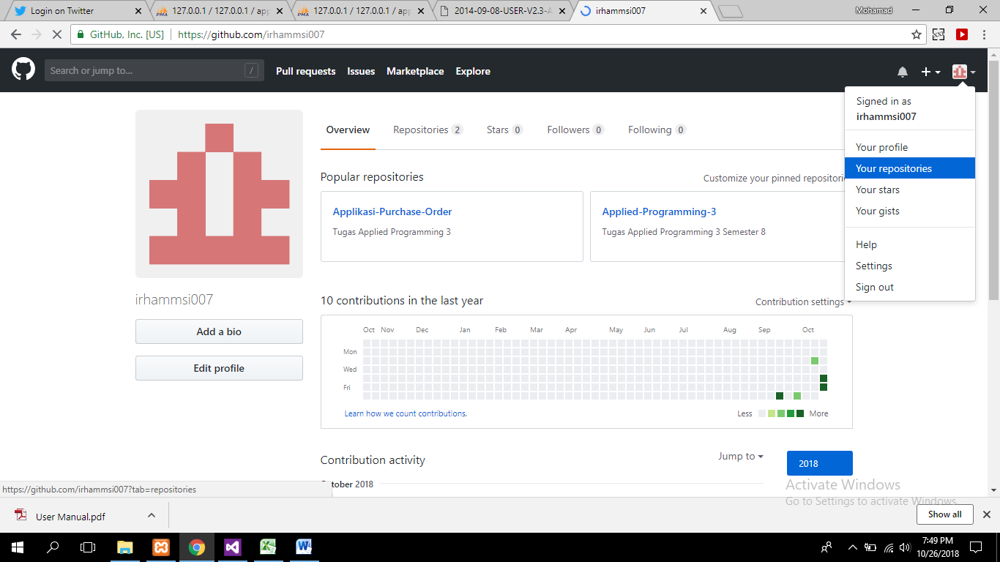 Login on Twitter
127.0.0.1 / 127.0.0.1 / app
127.0.0.1 / 127.0.0.1 / app
2014-09-08-USER-V2.3-A
irhammsi007
Mohamad
GitHub, Inc. [US]
https://github.com/irhammsi007
Search or jump to...
/
Pull requests
Issues
Marketplace
Explore
Signed in as
irhammsi007
Your profile
Your repositories
Your stars
Your gists
Help
Settings
Sign out
Overview
Repositories 2
Stars 0
Followers 0
Following 0
Popular repositories
Customize your pinned repositori
Applikasi-Purchase-Order
Tugas Applied Programming 3
Applied-Programming-3
Tugas Applied Programming 3 Semester 8
irhammsi007
Add a bio
Edit profile
10 contributions in the last year
Contribution settings
Oct Nov Dec Jan Feb Mar Apr May Jun Jul Aug Sep Oct
Mon
Wed
Fri
Learn how we count contributions.
Less
More
Contribution activity
Jump to
2018
October 2018
Activate Windows
Go to Settings to activate Windows.
https://github.com/irhammsi007?tab=repositories
User Manual.pdf
Show all
7:49 PM
10/26/2018